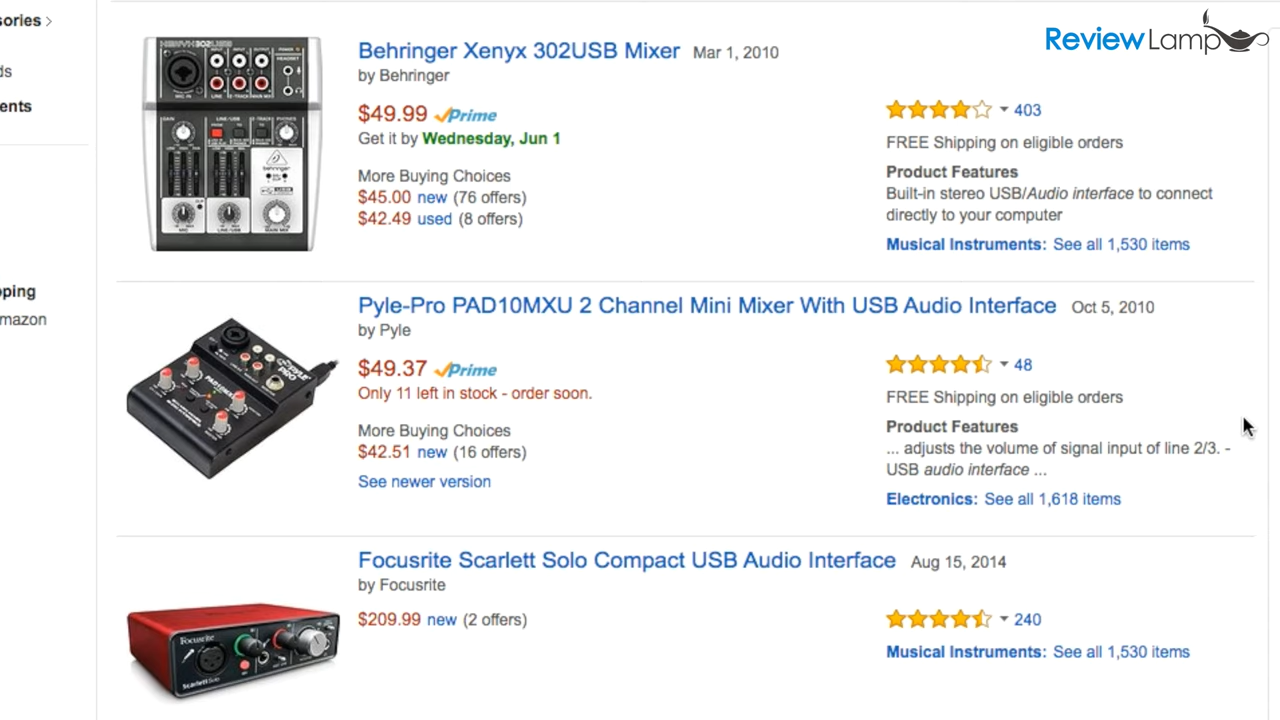 sories
ReviewLamp
ds
ents
pping
mazon
Behringer Xenyx 302USB Mixer Mar 1, 2010
by Behringer
$49.99 Prime
Get it by Wednesday, Jun 1
More Buying Choices
$45.00 new (76 offers)
$42.49 used (8 offers)
403
FREE Shipping on eligible orders
Product Features
Built-in stereo USB/Audio interface to connect
directly to your computer
Musical Instruments: See all 1,530 items
Pyle-Pro PAD10MXU 2 Channel Mini Mixer With USB Audio Interface Oct 5, 2010
by Pyle
$49.37 Prime
Only 11 left in stock - order soon.
More Buying Choices
$42.51 new (16 offers)
See newer version
48
FREE Shipping on eligible orders
Product Features
... adjusts the volume of signal input of line 2/3. -
USB audio interface ...
Electronics: See all 1,618 items
Focusrite Scarlett Solo Compact USB Audio Interface Aug 15, 2014
by Focusrite
$209.99 new (2 offers)
240
Musical Instruments: See all 1,530 items
Focusrite
Scarlett Solo